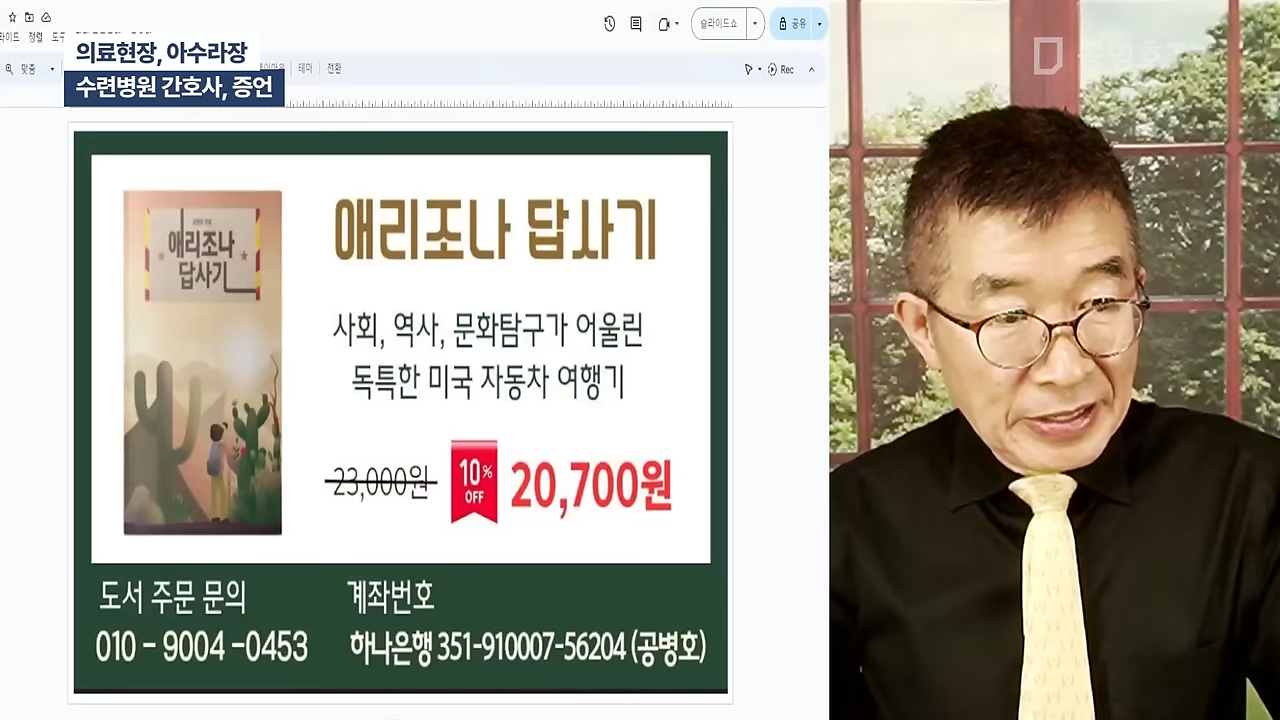 슬라이드쇼
공유
의료현장, 아수라장
수련병원 간호사, 증언
맞춤
테마
전환
Rec
애리조나
답사기
애리조나 답사기
사회, 역사, 문화탐구가 어울린
독특한 미국 자동차 여행기
23,000원
10%
OFF
20,700원
도서 주문 문의
계좌번호
010 - 9004 -0453
하나은행 351-910007-56204 (공병호)